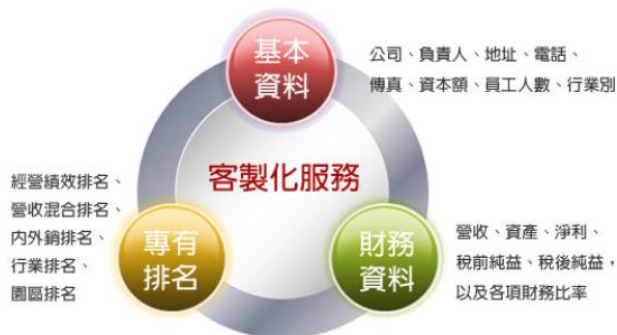 基本
資料
公司、負責人、地址、電話、
傳真、資本額、員工人數、行業別
客製化服務
經營績效排名、
營收混合排名、
內外銷排名、
行業排名、
園區排名
專有
排名
財務
資料
營收、資產、淨利、
稅前純益、稅後純益，
以及各項財務比率